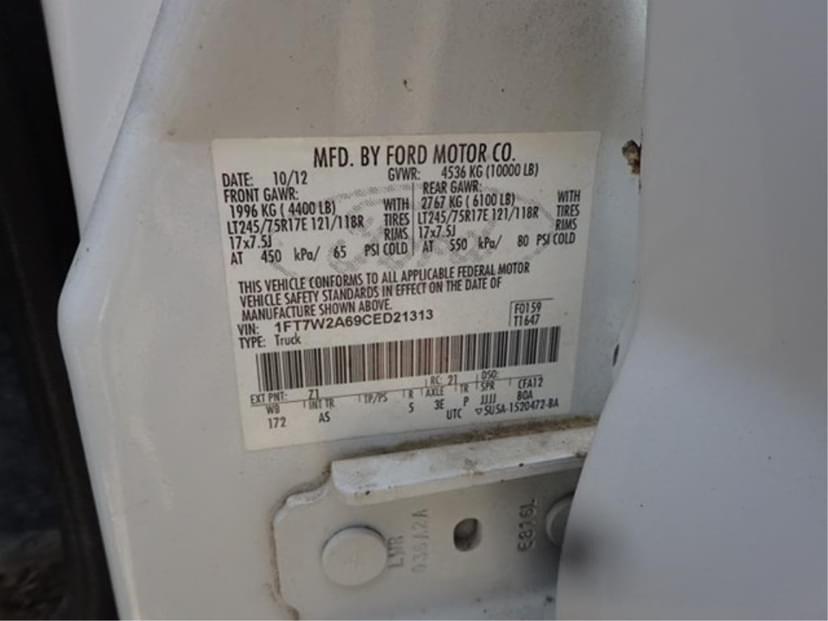 MFD. BY FORD MOTOR CO.
DATE: 10/12 GVWR: 4536 KG (10000 LB)
FRONT GAWR: REAR GAWR:
1996 KG ( 4400 LB) WITH 2767 KG ( 6100 LB) WITH
LT245/75R17E 121/118R TIRES LT245/75R17E 121/118R TIRES
17x7.5J RIMS 17x7.5J RIMS
AT 450 kPa/ 65 PSI COLD AT 550 kPa/ 80 PSI COLD
THIS VEHICLE CONFORMS TO ALL APPLICABLE FEDERAL MOTOR
VEHICLE SAFETY STANDARDS IN EFFECT ON THE DATE OF
MANUFACTURE SHOWN ABOVE.
VIN: 1FT7W2A69CED21313 F0159
TYPE: Truck T1647
EXT PNT: Z1 RC: 21 DSO:
WB INT TR TP/PS R AXLE TR SPR CFA12
172 AS 5 3E P JJJJ BOA
UTC ▽5U5A-1520472-BA
LWR
036A2A
E816L